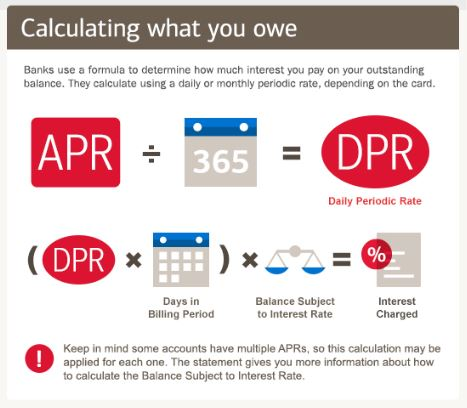 Calculating what you owe
Banks use a formula to determine how much interest you pay on your outstanding
balance. They calculate using a daily or monthly periodic rate, depending on the card.
APR ÷ 365 = DPR
Daily Periodic Rate
( DPR × ) × = %
Days in
Billing Period
Balance Subject
to Interest Rate
Interest
Charged
! Keep in mind some accounts have multiple APRs, so this calculation may be
applied for each one. The statement gives you more information about how
to calculate the Balance Subject to Interest Rate.